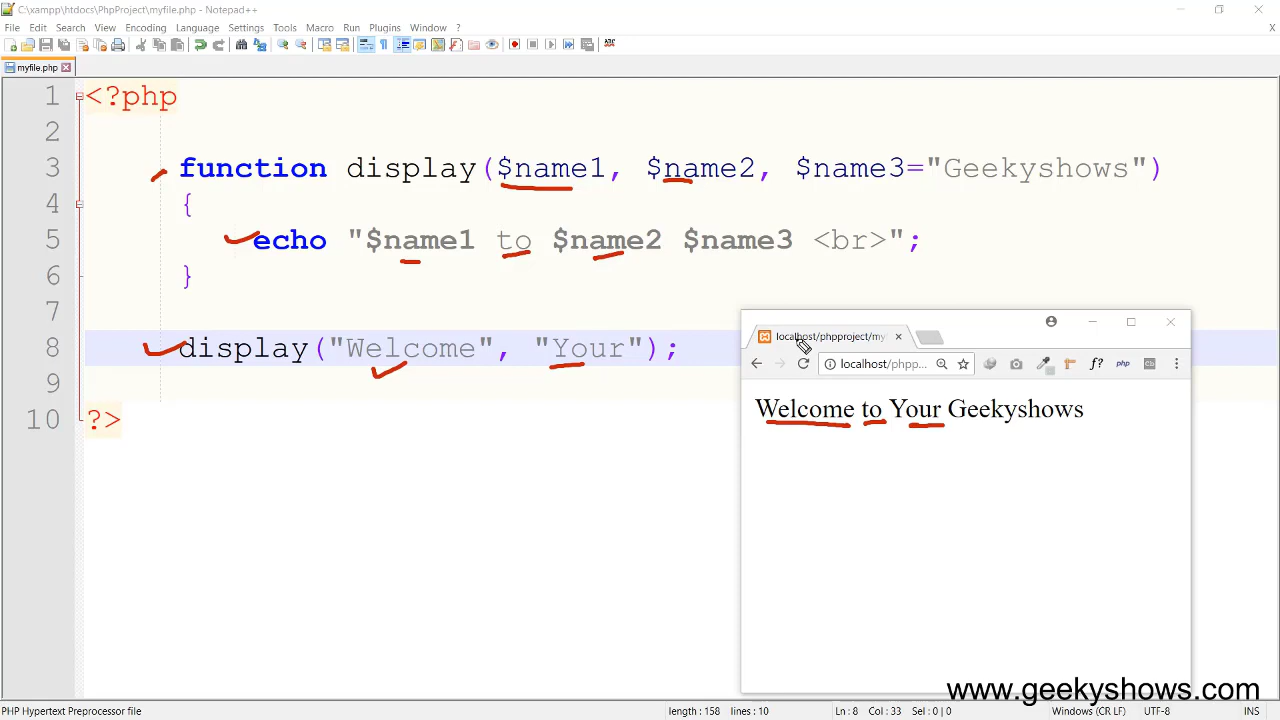 C:\xampp\htdocs\PhpProject\myfile.php - Notepad++
File Edit Search View Encoding Language Settings Tools Macro Run Plugins Window ?
X
myfile.php
1 <?php
2
3 function display($name1, $name2, $name3="Geekyshows")
4 {
5 echo "$name1 to $name2 $name3 <br>";
6 }
7
8 display("Welcome", "Your");
9
10 ?>
localhost/phpproject/my
localhost/phpp... f? php
Welcome to Your Geekyshows
www.geekyshows.com
PHP Hypertext Preprocessor file length : 158 lines : 10 Ln : 8 Col : 33 Sel : 0 | 0 Windows (CR LF) UTF-8 INS